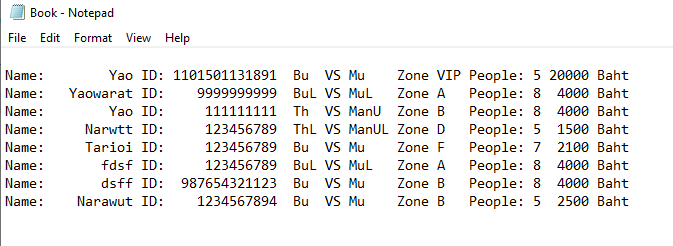 Book - Notepad
File Edit Format View Help
Name:        Yao ID: 1101501131891  Bu  VS Mu    Zone VIP People: 5 20000 Baht
Name:   Yaowarat ID:    9999999999  BuL VS MuL   Zone A   People: 8  4000 Baht
Name:        Yao ID:     111111111  Th  VS ManU  Zone B   People: 8  4000 Baht
Name:     Narwtt ID:     123456789  ThL VS ManUL Zone D   People: 5  1500 Baht
Name:     Tarioi ID:     123456789  Bu  VS Mu    Zone F   People: 7  2100 Baht
Name:       fdsf ID:     123456789  BuL VS MuL   Zone A   People: 8  4000 Baht
Name:       dsff ID:  987654321123  Bu  VS Mu    Zone B   People: 8  4000 Baht
Name:    Narawut ID:    1234567894  Bu  VS Mu    Zone B   People: 5  2500 Baht